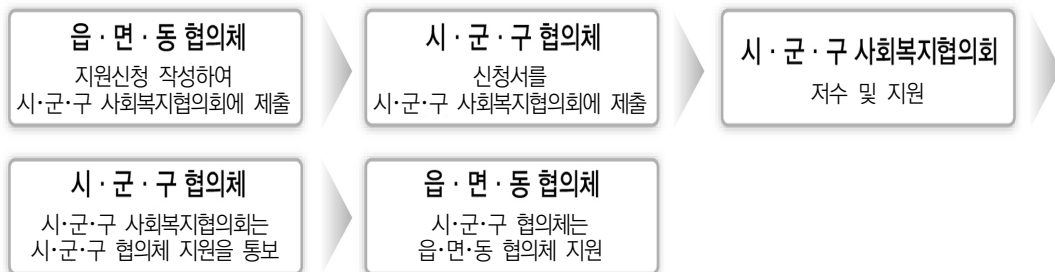 읍·면·동 협의체
지원신청 작성하여
시·군·구 사회복지협의회에 제출
시·군·구 협의체
신청서를
시·군·구 사회복지협의회에 제출
시·군·구 사회복지협의회
저수 및 지원
시·군·구 협의체
시·군·구 사회복지협의회는
시·군·구 협의체 지원을 통보
읍·면·동 협의체
시·군·구 협의체는
읍·면·동 협의체 지원